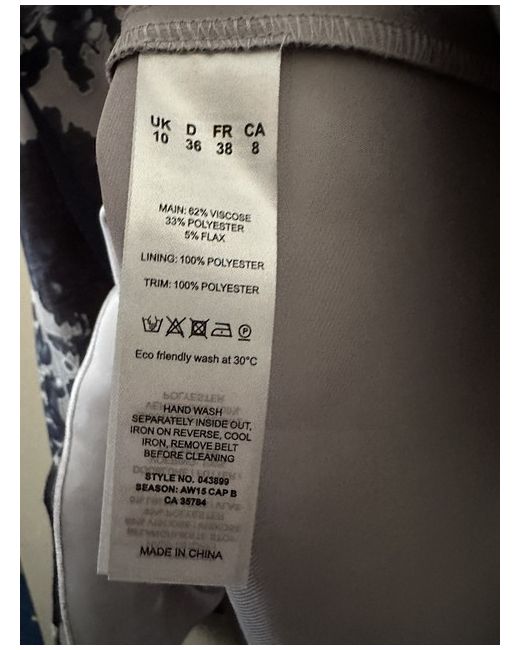 UK D FR CA
10 36 38 8
MAIN: 62% VISCOSE
33% POLYESTER
5% FLAX
LINING: 100% POLYESTER
TRIM: 100% POLYESTER
Eco friendly wash at 30°C
POLYESTER
HAND WASH
SEPARATELY INSIDE OUT,
IRON ON REVERSE, COOL
IRON, REMOVE BELT
BEFORE CLEANING
STYLE NO. 043899
SEASON: AW15 CAP B
CA 35784
MADE IN CHINA